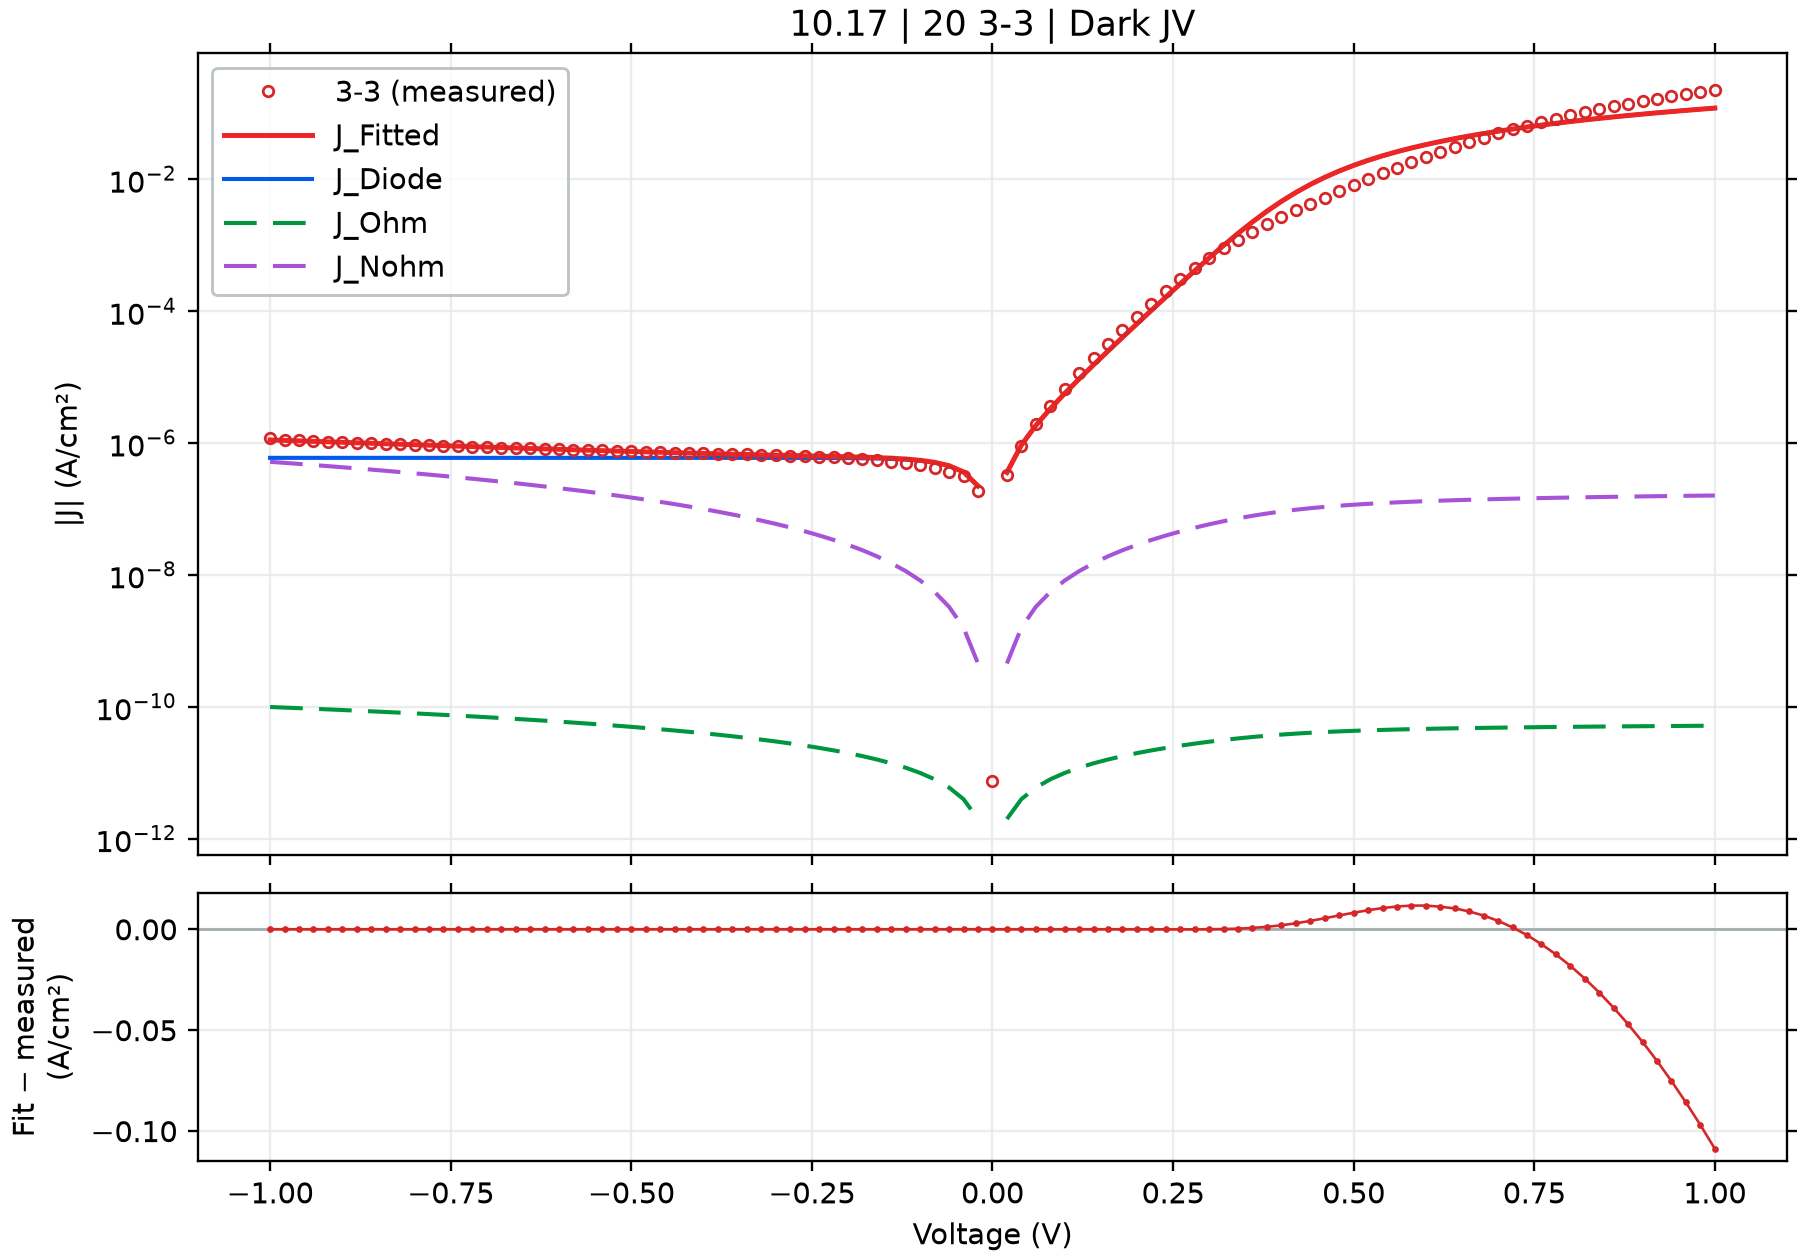 10.17 | 20 3-3 | Dark JV
3-3 (measured)
J_Fitted
J_Diode
J_Ohm
J_Nohm
|J| (A/cm²)
10⁻²
10⁻⁴
10⁻⁶
10⁻⁸
10⁻¹⁰
10⁻¹²
Fit − measured
(A/cm²)
0.00
−0.05
−0.10
−1.00 −0.75 −0.50 −0.25 0.00 0.25 0.50 0.75 1.00
Voltage (V)